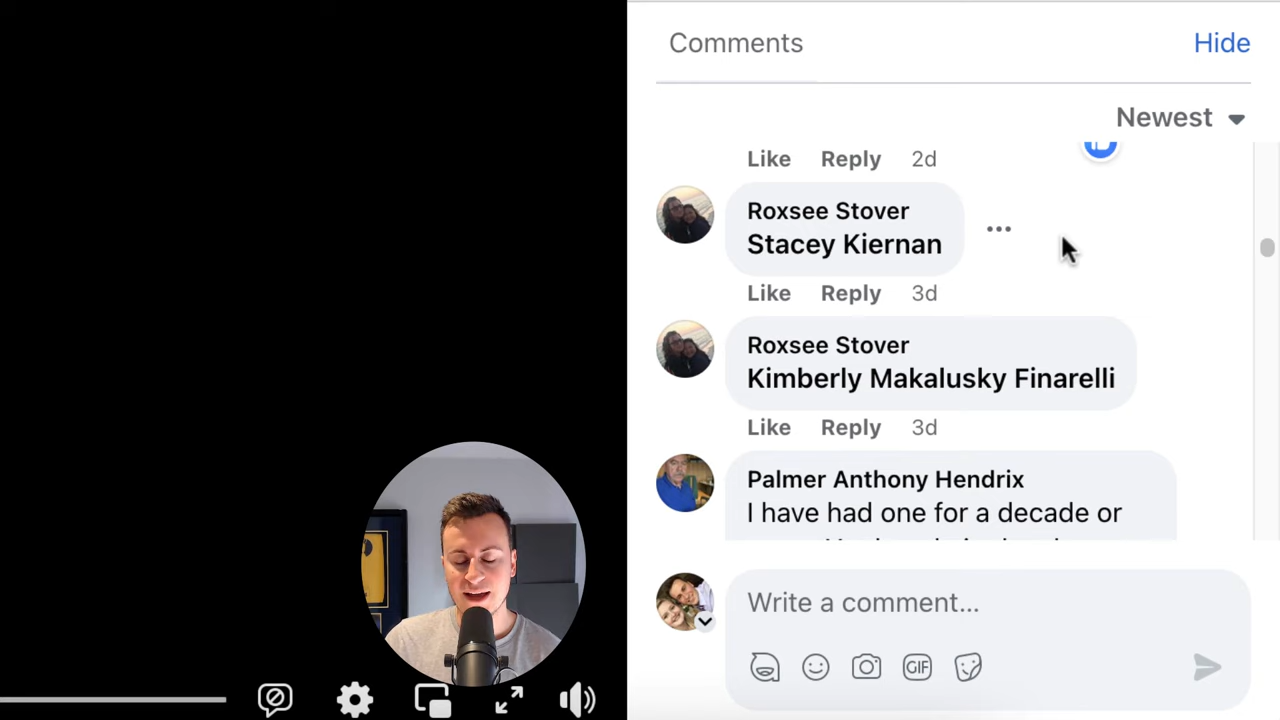 Comments
Hide
Newest
Like Reply 2d
Roxsee Stover
Stacey Kiernan
Like Reply 3d
Roxsee Stover
Kimberly Makalusky Finarelli
Like Reply 3d
Palmer Anthony Hendrix
I have had one for a decade or
Write a comment...
GIF